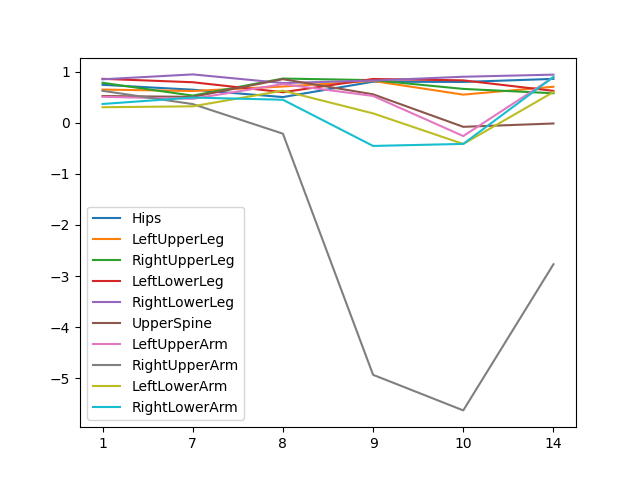 1
0
−1
−2
−3
−4
−5
Hips
LeftUpperLeg
RightUpperLeg
LeftLowerLeg
RightLowerLeg
UpperSpine
LeftUpperArm
RightUpperArm
LeftLowerArm
RightLowerArm
1 7 8 9 10 14